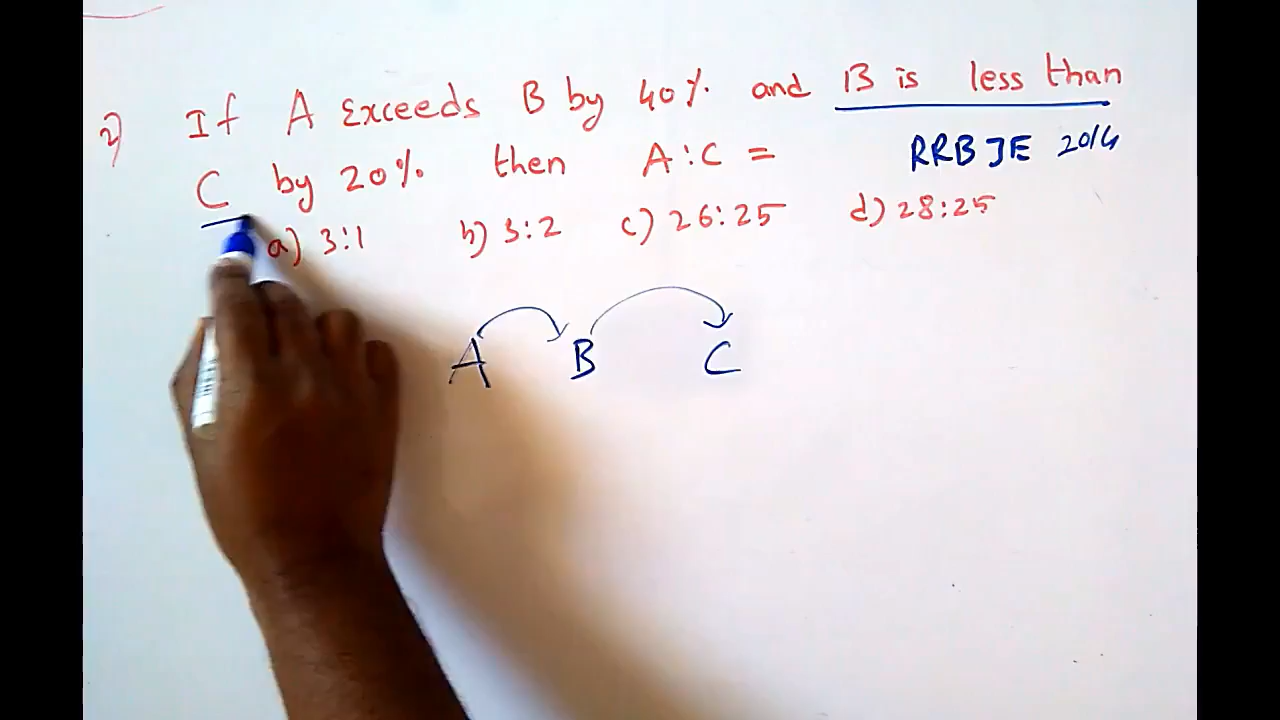 2) If A exceeds B by 40% and B is less than
C by 20% then A:C = RRB JE 2014
a) 3:1 b) 3:2 c) 26:25 d) 28:25
A B C